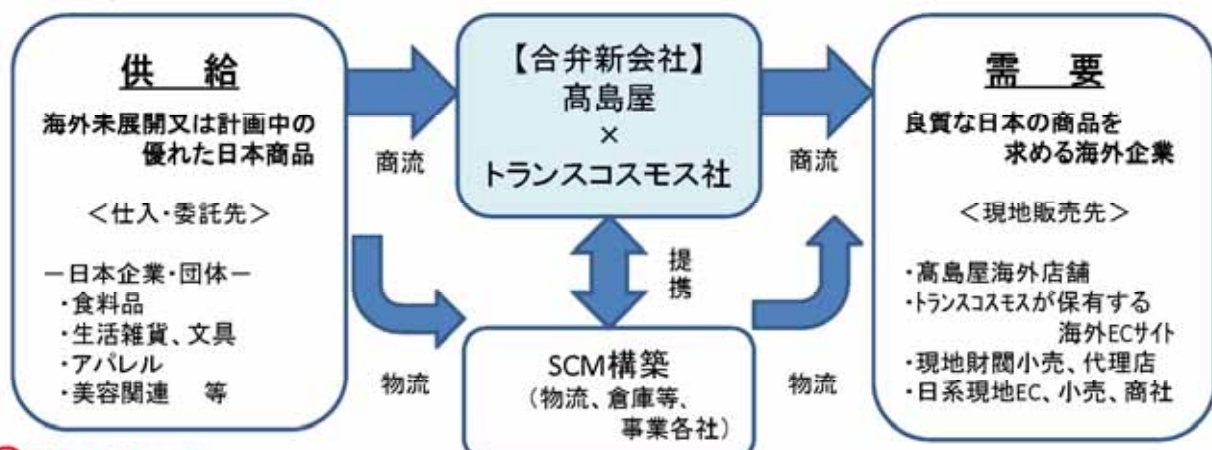 供　給
海外未展開又は計画中の
優れた日本商品
＜仕入・委託先＞
－日本企業・団体－
・食料品
・生活雑貨、文具
・アパレル
・美容関連　等
商流
物流
【合弁新会社】
髙島屋
×
トランスコスモス社
提携
SCM構築
（物流、倉庫等、
事業各社）
商流
物流
需　要
良質な日本の商品を
求める海外企業
＜現地販売先＞
・髙島屋海外店舗
・トランスコスモスが保有する
海外ECサイト
・現地財閥小売、代理店
・日系現地EC、小売、商社